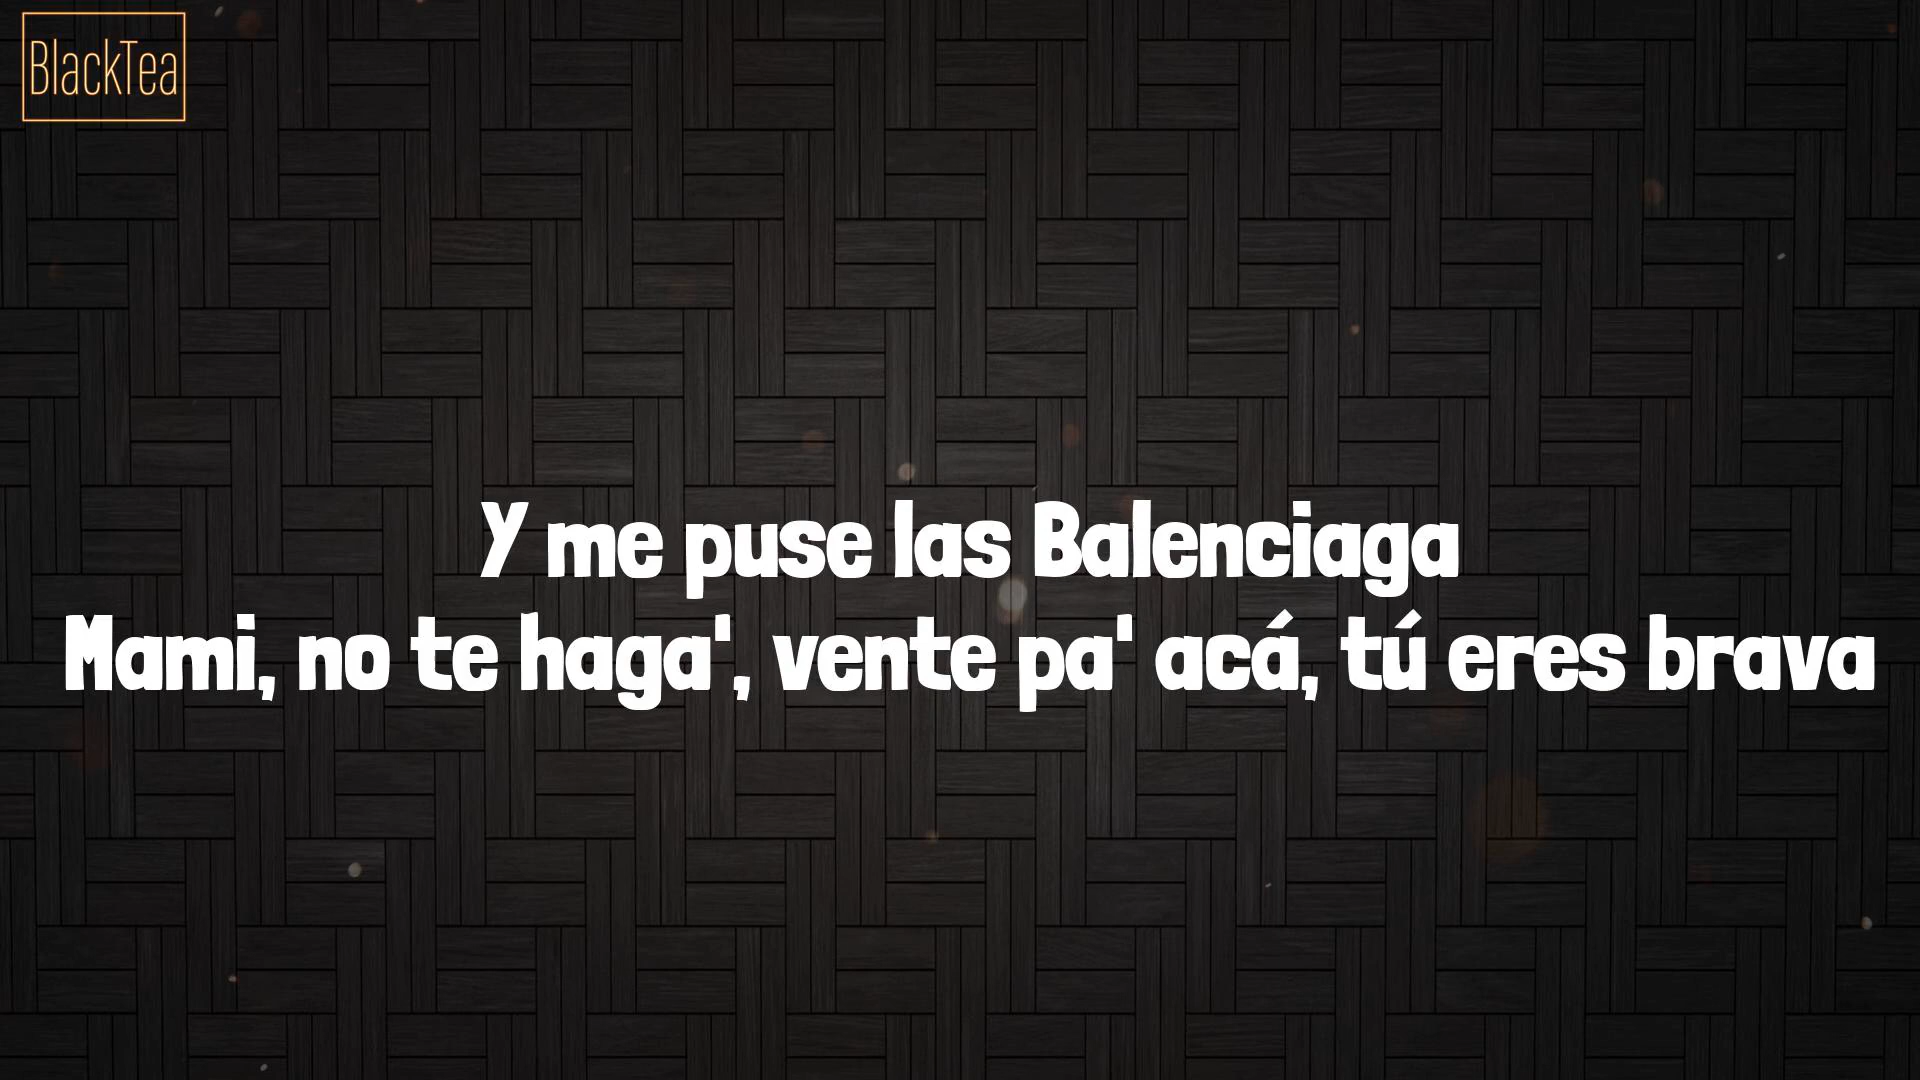 BlackTea
Y me puse las Balenciaga
Mami, no te haga', vente pa' acá, tú eres brava